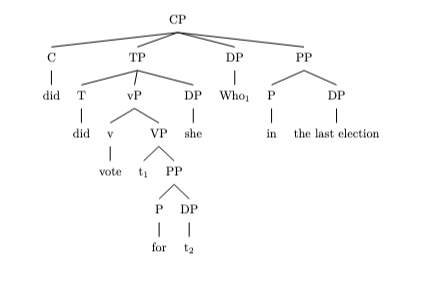 CP
C TP DP PP
did T vP DP Who₁ P DP
did v VP she in the last election
vote t₁ PP
P DP
for t₂